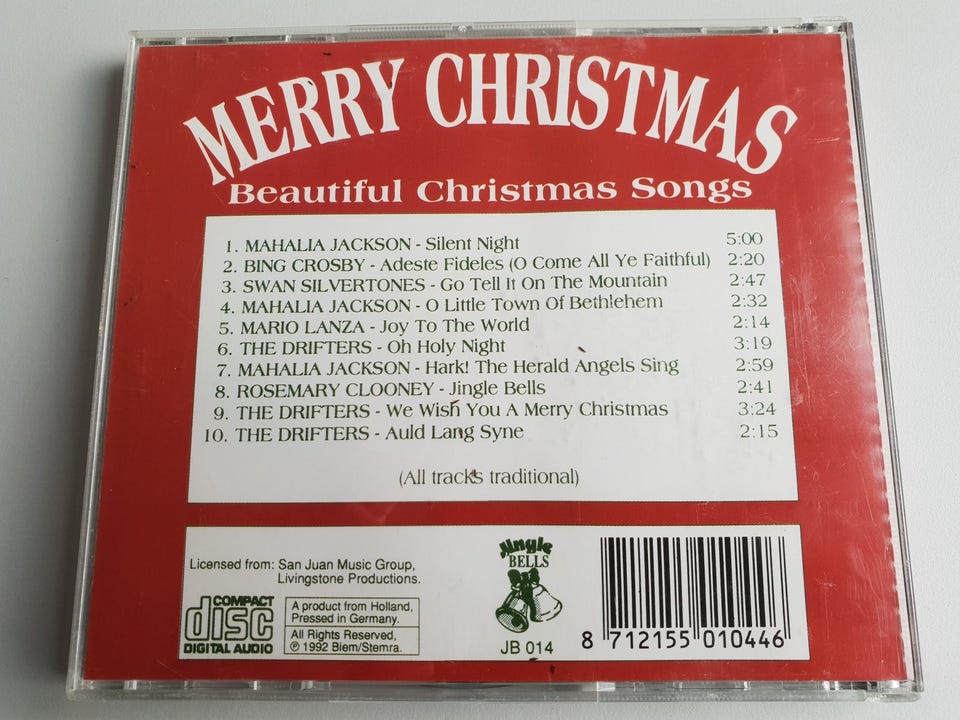 MERRY CHRISTMAS
Beautiful Christmas Songs
1. MAHALIA JACKSON - Silent Night 5:00
2. BING CROSBY - Adeste Fideles (O Come All Ye Faithful) 2:20
3. SWAN SILVERTONES - Go Tell It On The Mountain 2:47
4. MAHALIA JACKSON - O Little Town Of Bethlehem 2:32
5. MARIO LANZA - Joy To The World 2:14
6. THE DRIFTERS - Oh Holy Night 3:19
7. MAHALIA JACKSON - Hark! The Herald Angels Sing 2:59
8. ROSEMARY CLOONEY - Jingle Bells 2:41
9. THE DRIFTERS - We Wish You A Merry Christmas 3:24
10. THE DRIFTERS - Auld Lang Syne 2:15
(All tracks traditional)
Licensed from: San Juan Music Group,
Livingstone Productions.
COMPACT
disc
DIGITAL AUDIO
A product from Holland,
Pressed in Germany.
All Rights Reserved,
℗ 1992 Biem/Stemra.
Jingle
BELLS
JB 014
8 712155 010446